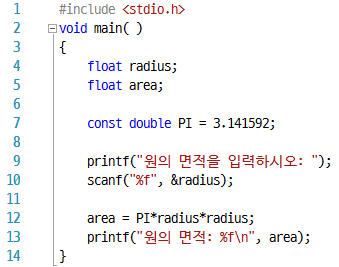 1 #include <stdio.h>
2 void main( )
3 {
4 float radius;
5 float area;
6
7 const double PI = 3.141592;
8
9 printf("원의 면적을 입력하시오: ");
10 scanf("%f", &radius);
11
12 area = PI*radius*radius;
13 printf("원의 면적: %f\n", area);
14 }